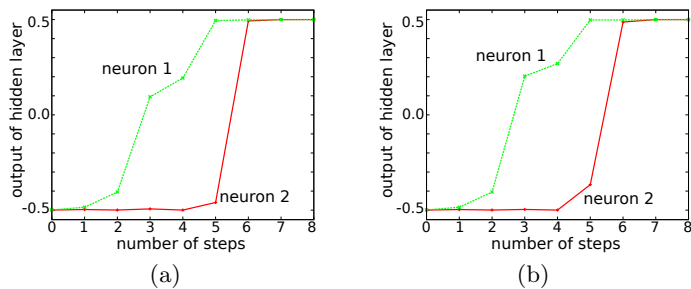 output of hidden layer
0.5
0.0
-0.5
neuron 1
neuron 2
0 1 2 3 4 5 6 7 8
number of steps
(a)
output of hidden layer
0.5
0.0
-0.5
neuron 1
neuron 2
0 1 2 3 4 5 6 7 8
number of steps
(b)